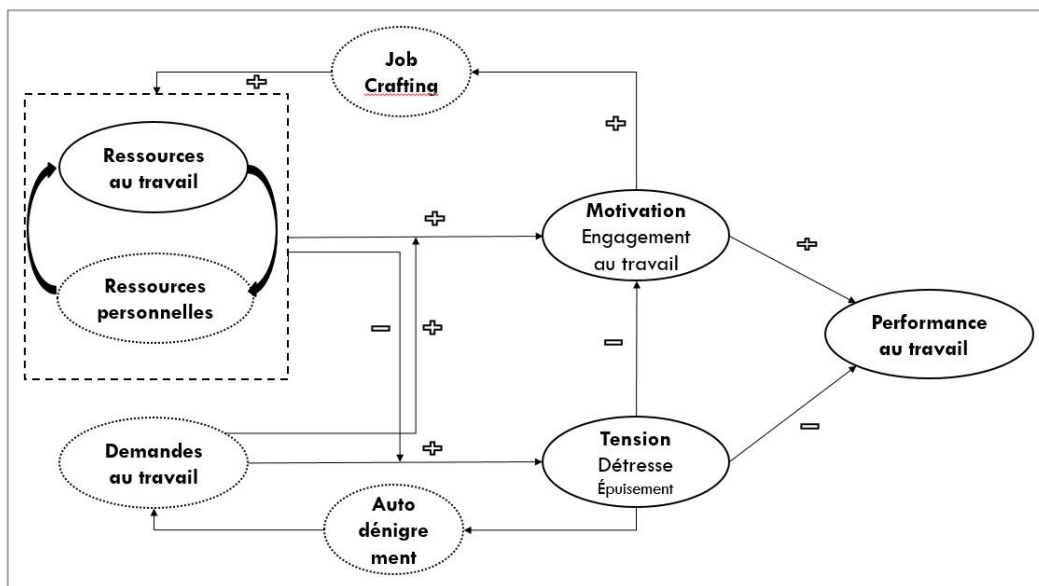 Job
Crafting
+
Ressources
au travail
+
Motivation
Engagement
au travail
+
+
Ressources
personnelles
−
+
−
Performance
au travail
Demandes
au travail
+
Tension
Détresse
Épuisement
−
Auto
dénigre
ment